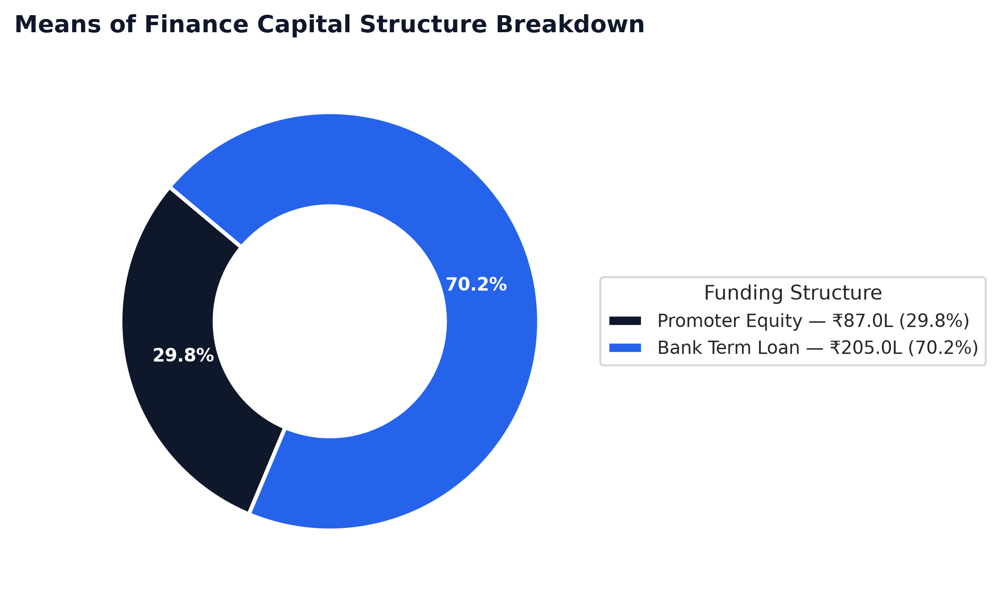 Means of Finance Capital Structure Breakdown
70.2%
29.8%
Funding Structure
Promoter Equity — ₹87.0L (29.8%)
Bank Term Loan — ₹205.0L (70.2%)